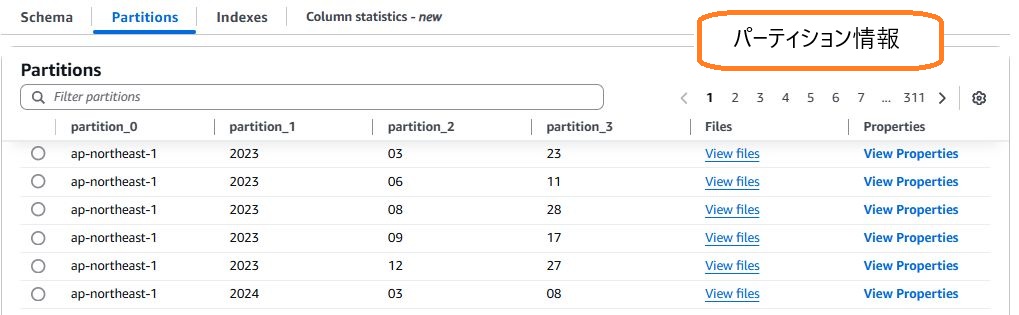 Schema Partitions Indexes Column statistics - new
パーティション情報
Partitions
Filter partitions
1 2 3 4 5 6 7 ... 311
partition_0 partition_1 partition_2 partition_3 Files Properties
ap-northeast-1 2023 03 23 View files View Properties
ap-northeast-1 2023 06 11 View files View Properties
ap-northeast-1 2023 08 28 View files View Properties
ap-northeast-1 2023 09 17 View files View Properties
ap-northeast-1 2023 12 27 View files View Properties
ap-northeast-1 2024 03 08 View files View Properties